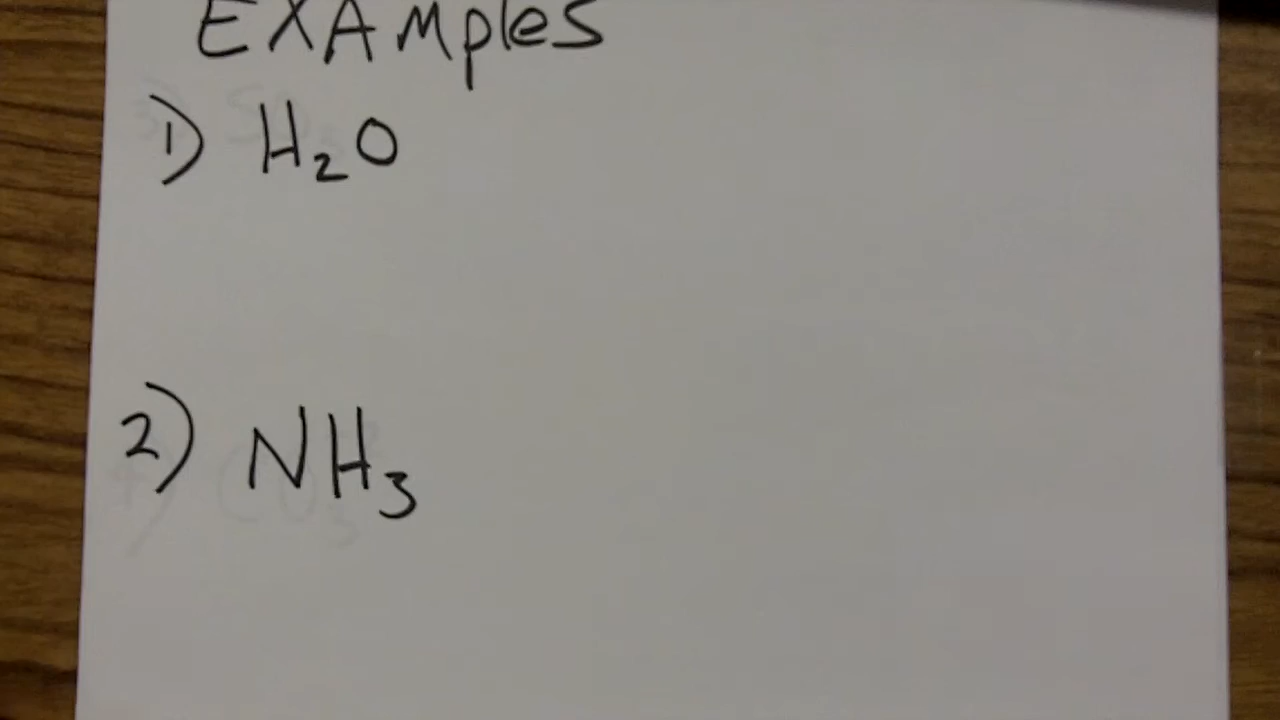 EXAMples
1) H₂O
2) NH₃